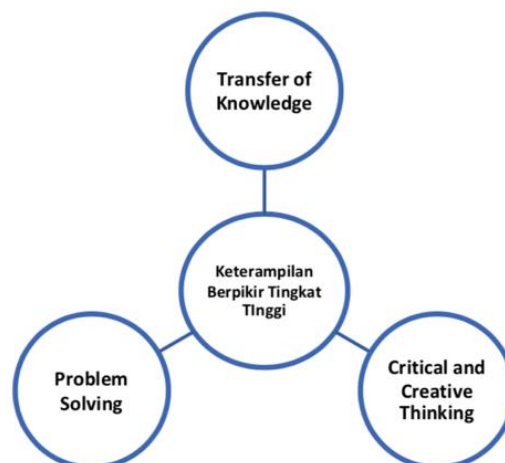 Transfer of
Knowledge
Keterampilan
Berpikir Tingkat
TInggi
Problem
Solving
Critical and
Creative
Thinking